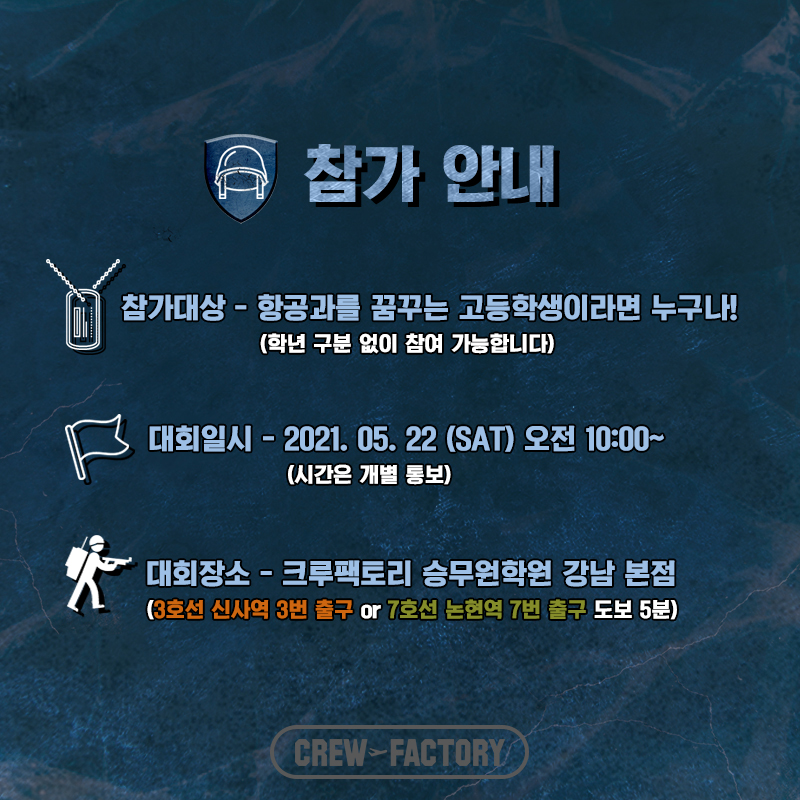 참가 안내
참가대상 - 항공과를 꿈꾸는 고등학생이라면 누구나!
(학년 구분 없이 참여 가능합니다)
대회일시 - 2021. 05. 22 (SAT) 오전 10:00~
(시간은 개별 통보)
대회장소 - 크루팩토리 승무원학원 강남 본점
(3호선 신사역 3번 출구 or 7호선 논현역 7번 출구 도보 5분)
CREW FACTORY